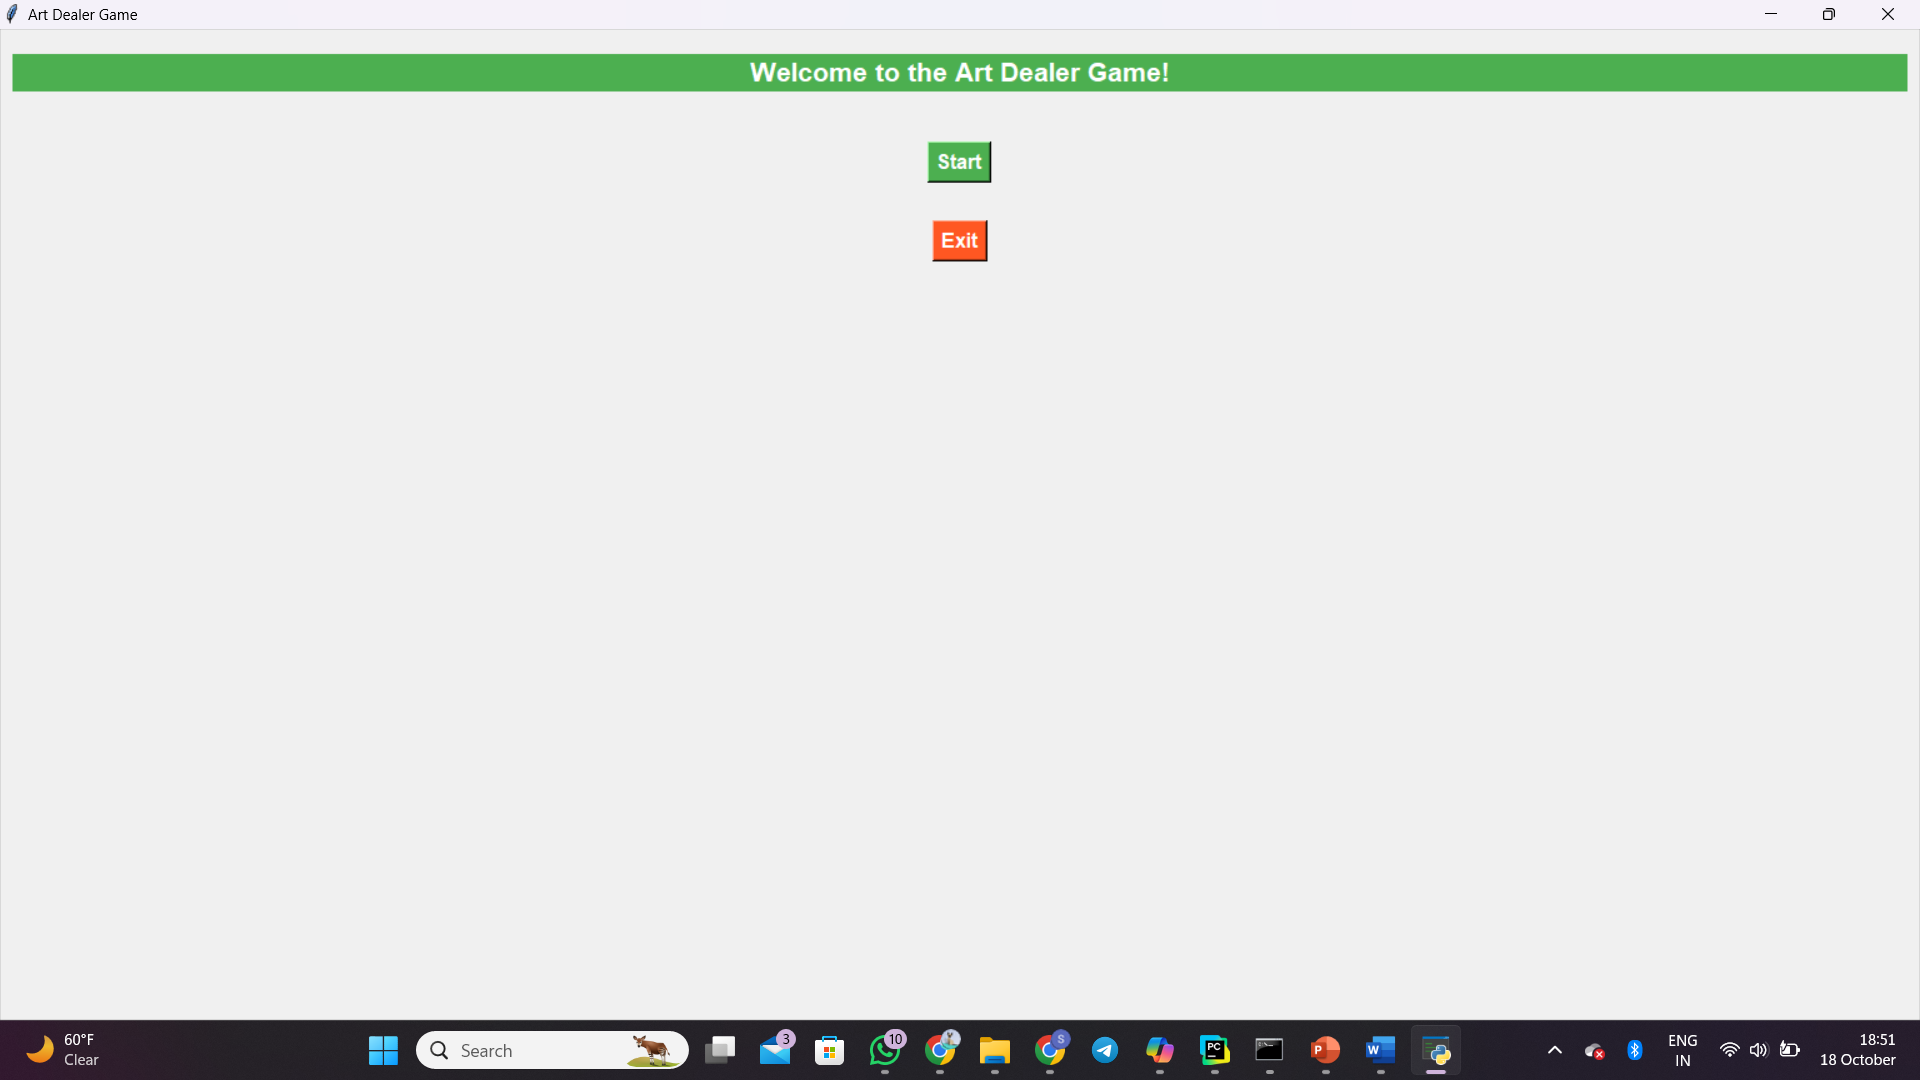 Art Dealer Game
Welcome to the Art Dealer Game!
Start
Exit
60°F
Clear
Search
3
10
S
PC
P
W
ENG
IN
18:51
18 October